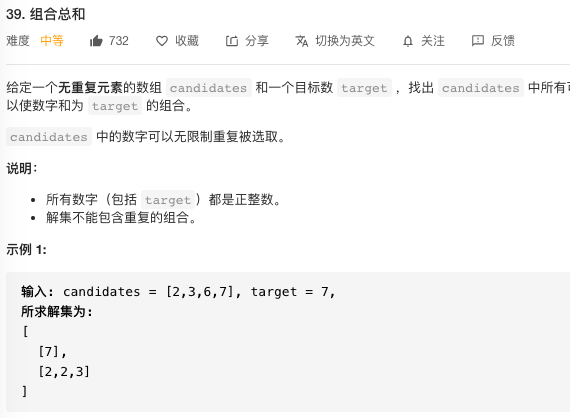 39. 组合总和
难度 中等 732 收藏 分享 切换为英文 关注 反馈
给定一个无重复元素的数组 candidates 和一个目标数 target ，找出 candidates 中所有
以使数字和为 target 的组合。
candidates 中的数字可以无限制重复被选取。
说明：
• 所有数字（包括 target）都是正整数。
• 解集不能包含重复的组合。
示例 1:
输入: candidates = [2,3,6,7], target = 7,
所求解集为:
[
[7],
[2,2,3]
]